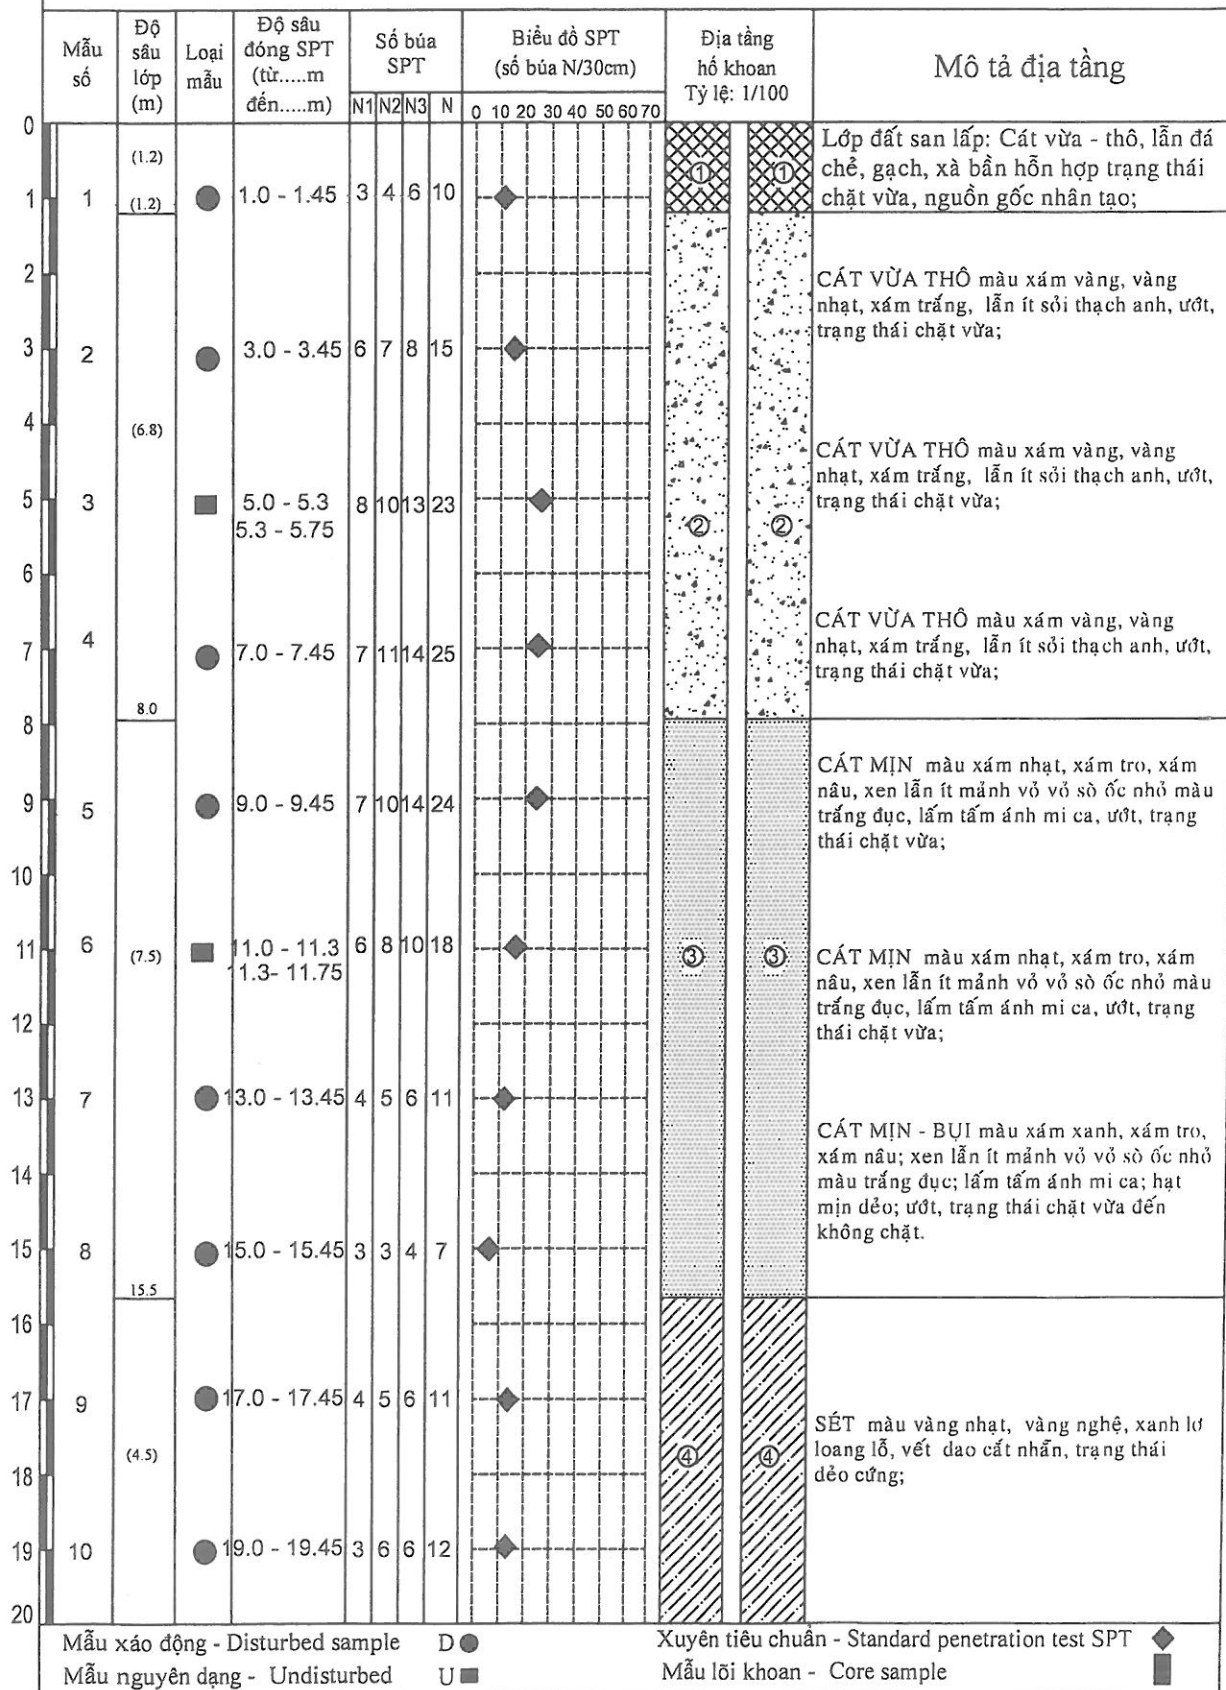 Mẫu số
Độ sâu lớp (m)
Loại mẫu
Độ sâu đóng SPT (từ.....m đến.....m)
Số búa SPT
N1 N2 N3 N
Biểu đồ SPT
(số búa N/30cm)
0 10 20 30 40 50 60 70
Địa tầng hố khoan
Tỷ lệ: 1/100
Mô tả địa tầng
0
(1.2)
① ①
Lớp đất san lấp: Cát vừa - thô, lẫn đá
chẻ, gạch, xà bần hỗn hợp trạng thái
chặt vừa, nguồn gốc nhân tạo;
1 1 (1.2) 1.0 - 1.45 3 4 6 10
2
CÁT VỪA THÔ màu xám vàng, vàng
nhạt, xám trắng, lẫn ít sỏi thạch anh, ướt,
trạng thái chặt vừa;
3 2 3.0 - 3.45 6 7 8 15
4
(6.8)
CÁT VỪA THÔ màu xám vàng, vàng
nhạt, xám trắng, lẫn ít sỏi thạch anh, ướt,
trạng thái chặt vừa;
5 3 5.0 - 5.3 8 10 13 23
5.3 - 5.75
② ②
6
CÁT VỪA THÔ màu xám vàng, vàng
nhạt, xám trắng, lẫn ít sỏi thạch anh, ướt,
trạng thái chặt vừa;
7 4 7.0 - 7.45 7 11 14 25
8.0
8
CÁT MỊN màu xám nhạt, xám tro, xám
nâu, xen lẫn ít mảnh vỏ vỏ sò ốc nhỏ màu
trắng đục, lấm tấm ánh mi ca, ướt, trạng
thái chặt vừa;
9 5 9.0 - 9.45 7 10 14 24
10
11 6 (7.5) 11.0 - 11.3 6 8 10 18
11.3- 11.75
③ ③
CÁT MỊN màu xám nhạt, xám tro, xám
nâu, xen lẫn ít mảnh vỏ vỏ sò ốc nhỏ màu
trắng đục, lấm tấm ánh mi ca, ướt, trạng
thái chặt vừa;
12
13 7 13.0 - 13.45 4 5 6 11
CÁT MỊN - BỤI màu xám xanh, xám tro,
xám nâu; xen lẫn ít mảnh vỏ vỏ sò ốc nhỏ
màu trắng đục; lấm tấm ánh mi ca; hạt
mịn dẻo; ướt, trạng thái chặt vừa đến
không chặt.
14
15 8 15.0 - 15.45 3 3 4 7
15.5
16
17 9 17.0 - 17.45 4 5 6 11
(4.5)
④ ④
SÉT màu vàng nhạt, vàng nghệ, xanh lơ
loang lổ, vết dao cắt nhẵn, trạng thái
dẻo cứng;
18
19 10 19.0 - 19.45 3 6 6 12
20
Mẫu xáo động - Disturbed sample D
Xuyên tiêu chuẩn - Standard penetration test SPT
Mẫu nguyên dạng - Undisturbed U
Mẫu lõi khoan - Core sample